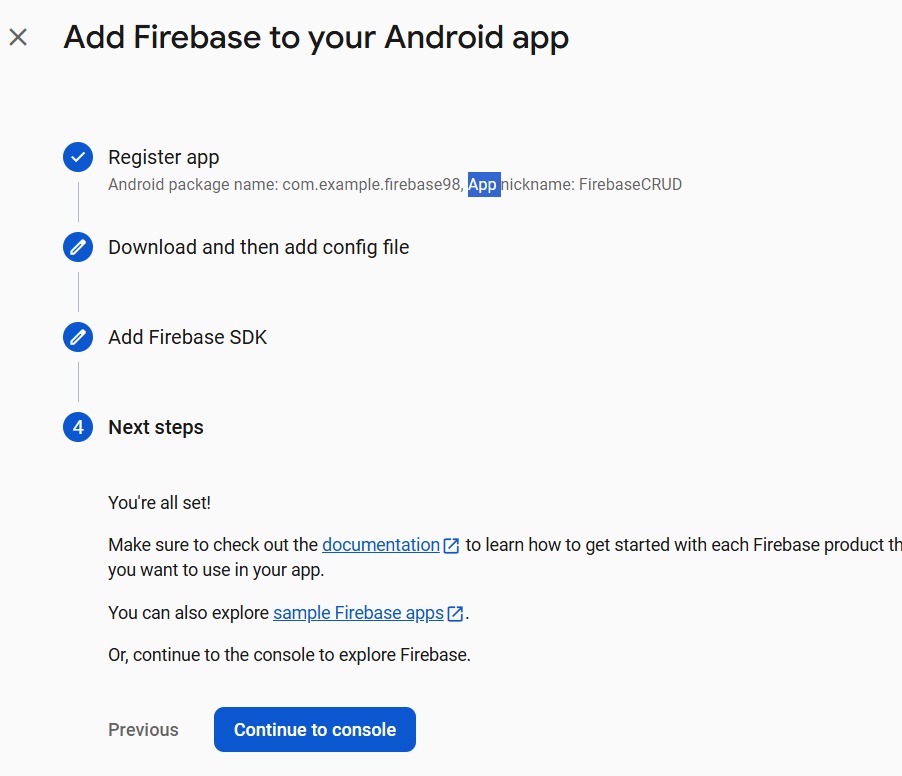 Add Firebase to your Android app
Register app
Android package name: com.example.firebase98, App nickname: FirebaseCRUD
Download and then add config file
Add Firebase SDK
4 Next steps
You're all set!
Make sure to check out the documentation to learn how to get started with each Firebase product
you want to use in your app.
You can also explore sample Firebase apps.
Or, continue to the console to explore Firebase.
Previous Continue to console